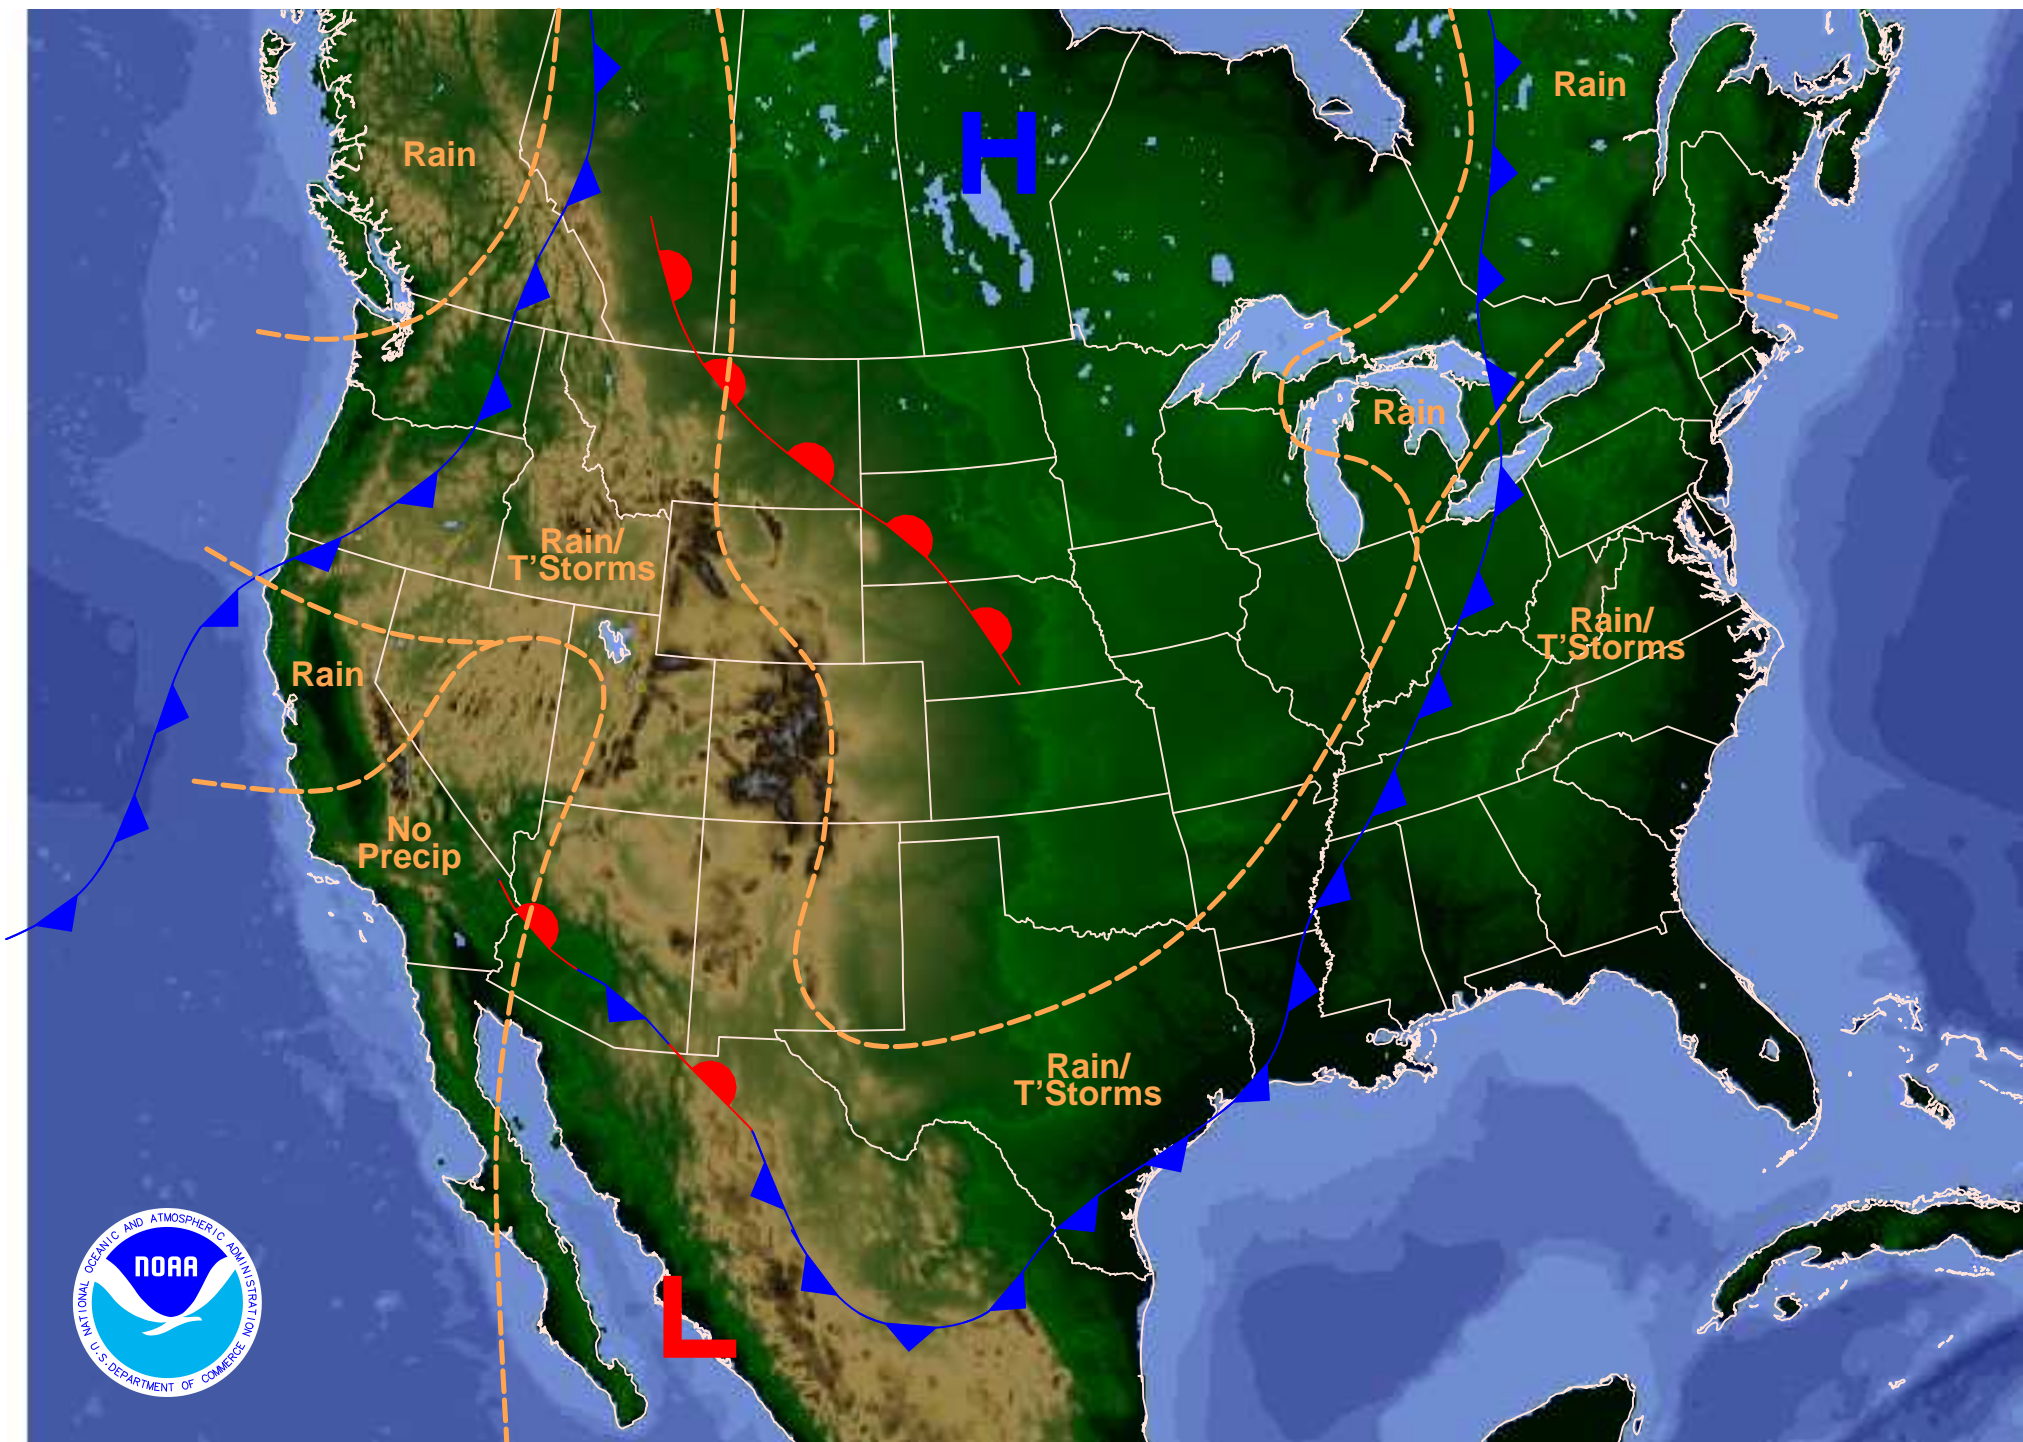 Rain
H
Rain
Rain
Rain/
T'Storms
Rain/
T'Storms
Rain
No
Precip
Rain/
T'Storms
L
NATIONAL OCEANIC AND ATMOSPHERIC ADMINISTRATION
NOAA
U.S. DEPARTMENT OF COMMERCE